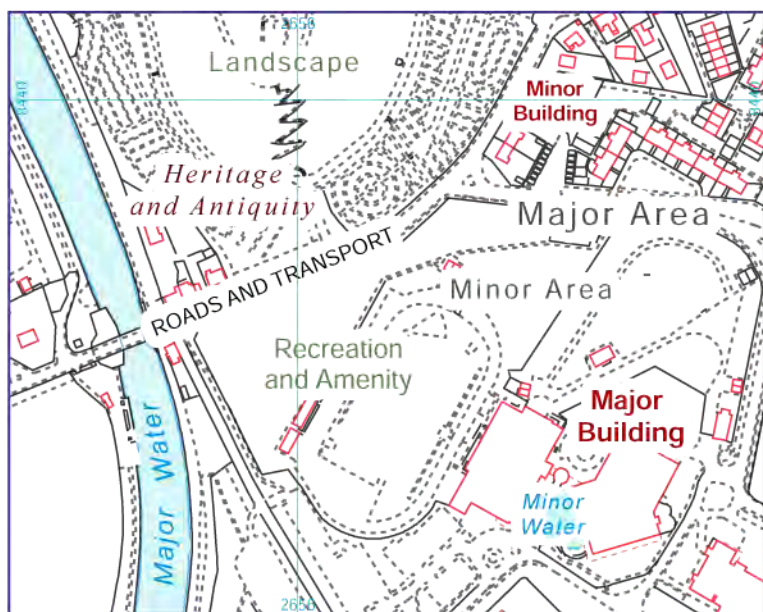 2650
Landscape
8440
Minor
Building
8440
Heritage
and Antiquity
Major Area
ROADS AND TRANSPORT
Minor Area
Recreation
and Amenity
Major
Building
Major Water
Minor
Water
2650